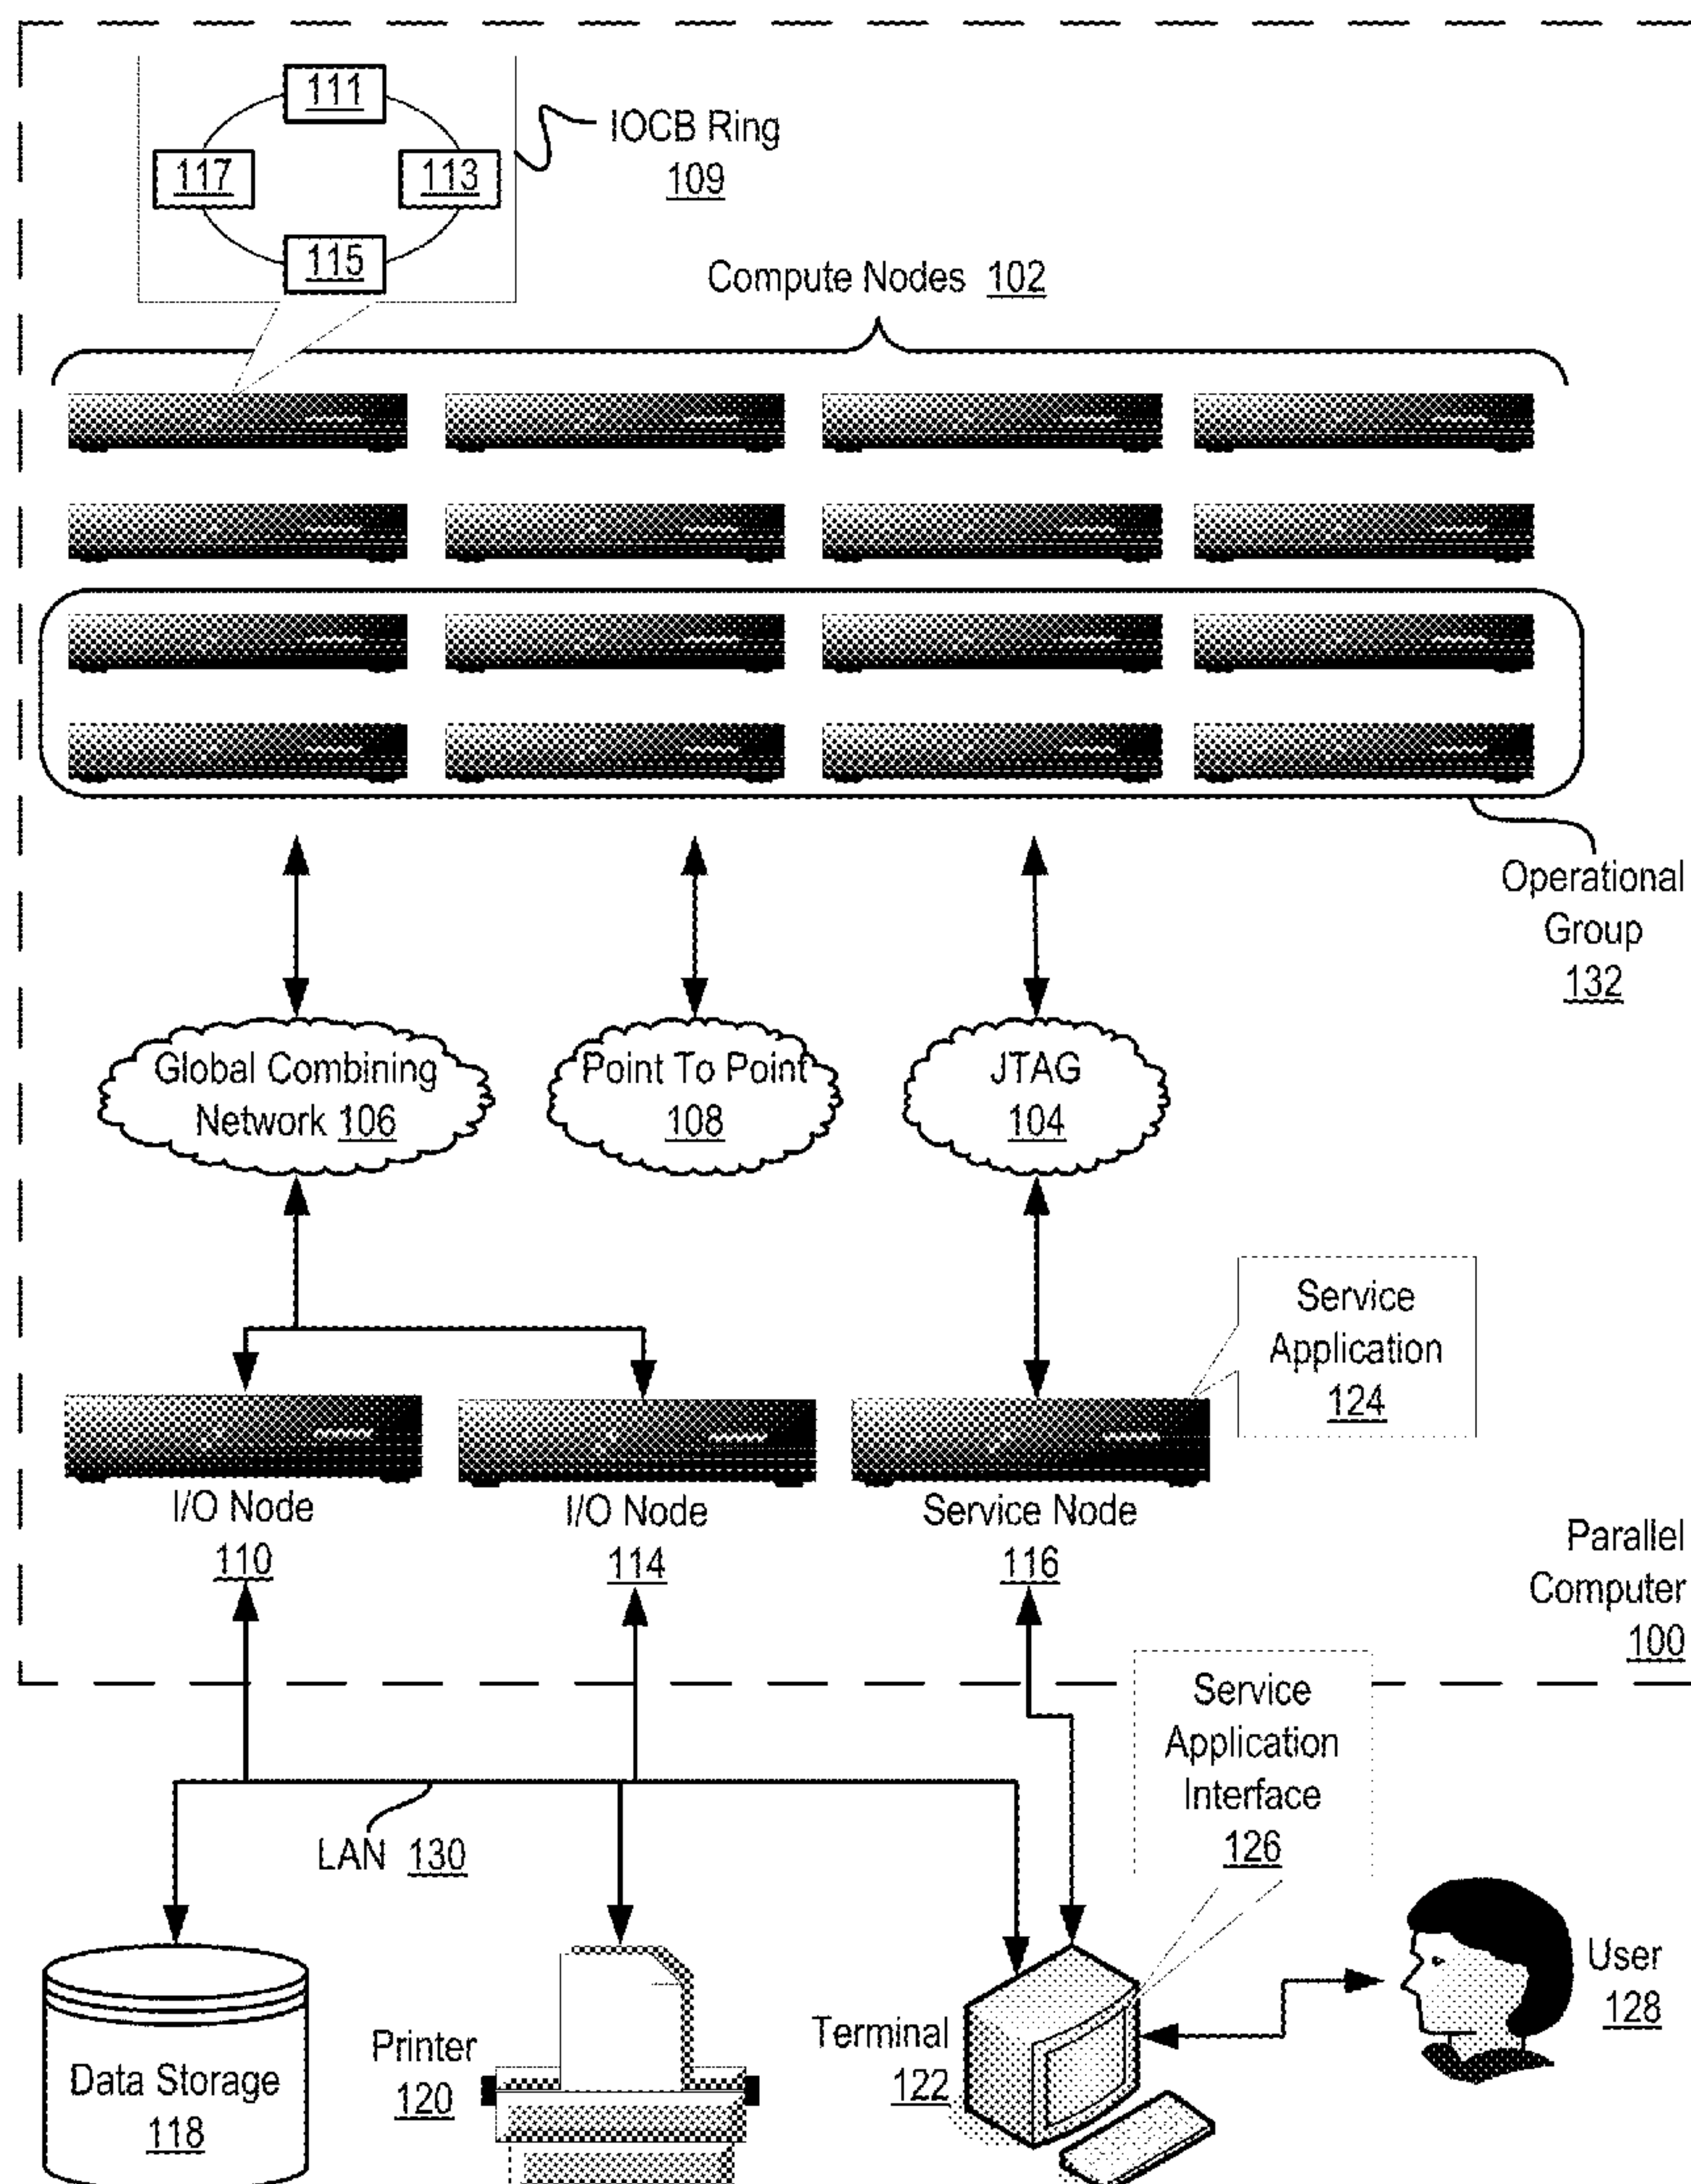 111
117
113
115
IOCB Ring
109
Compute Nodes 102
Operational
Group
132
Global Combining
Network 106
Point To Point
108
JTAG
104
Service
Application
124
I/O Node
110
I/O Node
114
Service Node
116
Parallel
Computer
100
Service
Application
Interface
126
LAN 130
Data Storage
118
Printer
120
Terminal
122
User
128